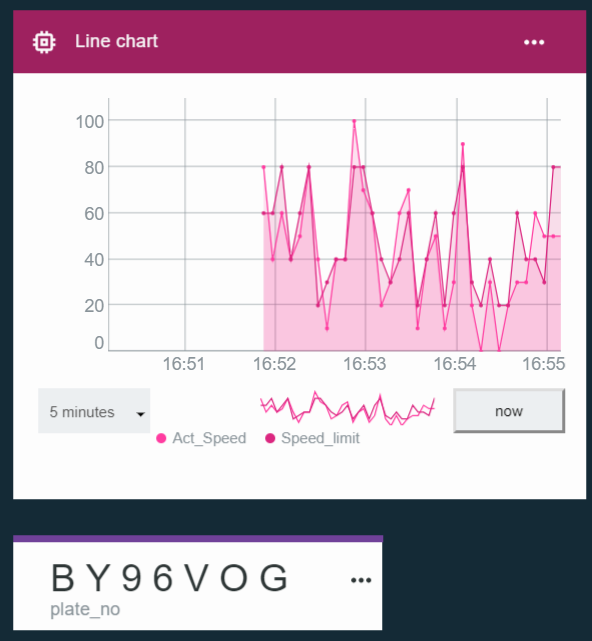 Line chart
100
80
60
40
20
0
16:51 16:52 16:53 16:54 16:55
5 minutes now
Act_Speed Speed_limit
BY96VOG
plate_no